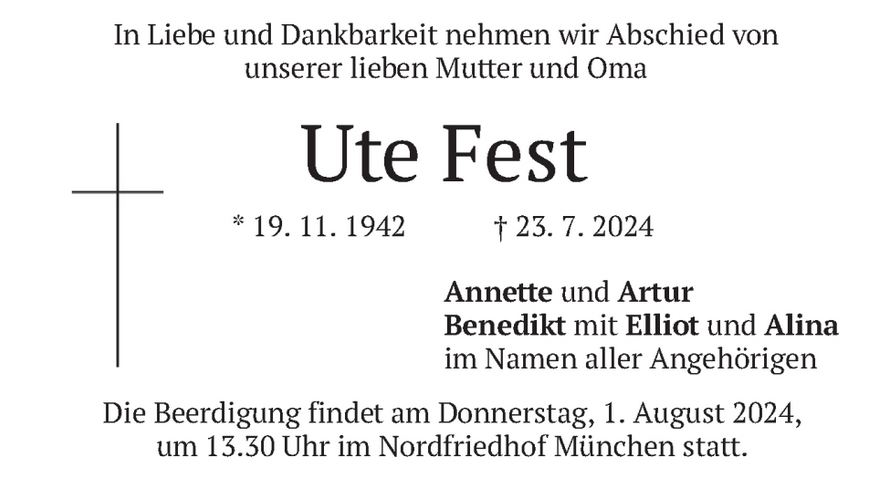 In Liebe und Dankbarkeit nehmen wir Abschied von
unserer lieben Mutter und Oma
Ute Fest
* 19. 11. 1942 † 23. 7. 2024
Annette und Artur
Benedikt mit Elliot und Alina
im Namen aller Angehörigen
Die Beerdigung findet am Donnerstag, 1. August 2024,
um 13.30 Uhr im Nordfriedhof München statt.